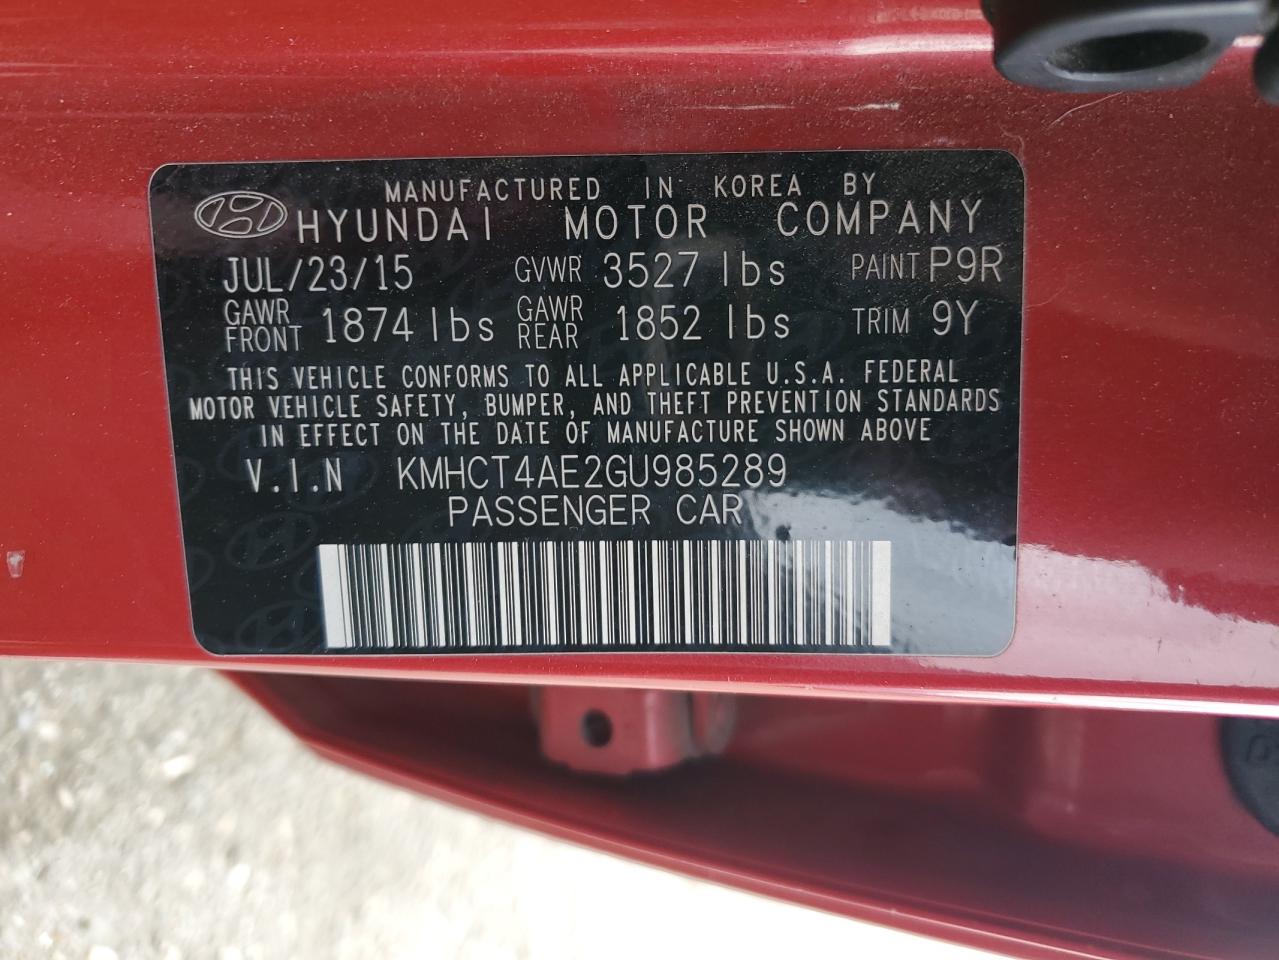 MANUFACTURED IN KOREA BY
HYUNDAI MOTOR COMPANY
JUL/23/15 GVWR 3527 lbs PAINT P9R
GAWR FRONT 1874 lbs GAWR REAR 1852 lbs TRIM 9Y
THIS VEHICLE CONFORMS TO ALL APPLICABLE U.S.A. FEDERAL
MOTOR VEHICLE SAFETY, BUMPER, AND THEFT PREVENTION STANDARDS
IN EFFECT ON THE DATE OF MANUFACTURE SHOWN ABOVE
V.I.N KMHCT4AE2GU985289
PASSENGER CAR